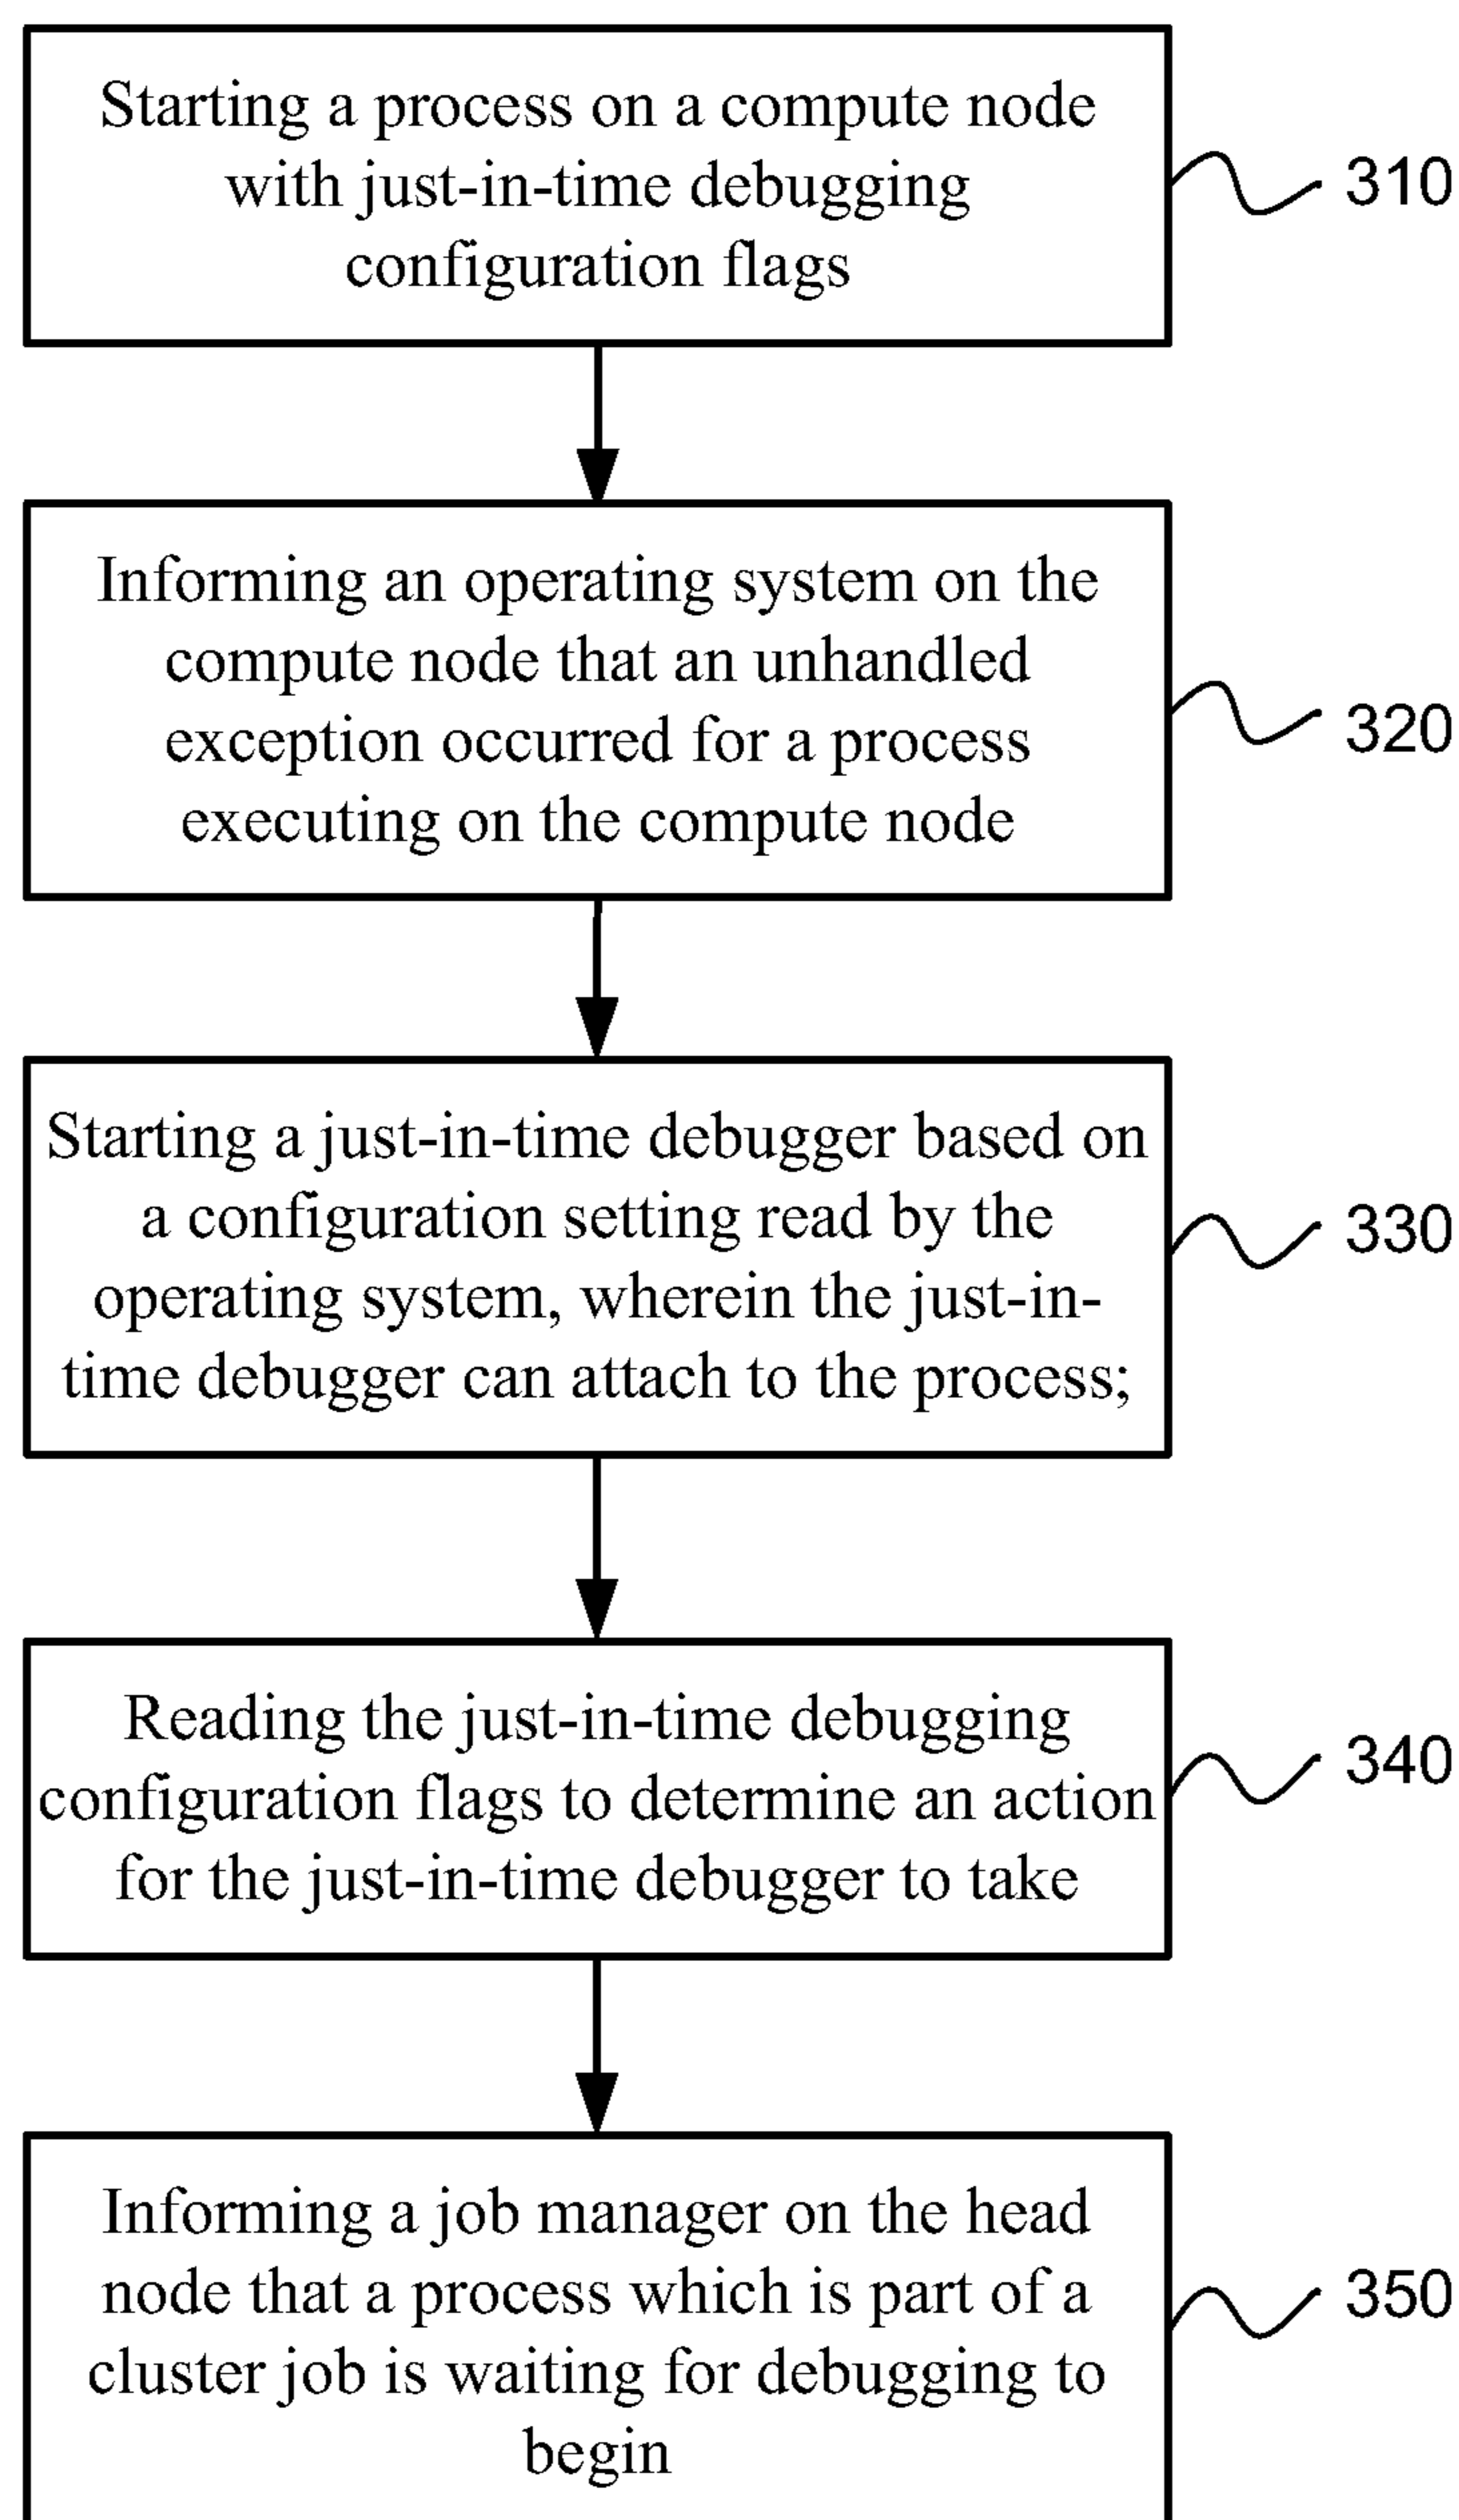 Starting a process on a compute node
with just-in-time debugging
configuration flags
310
Informing an operating system on the
compute node that an unhandled
exception occurred for a process
executing on the compute node
320
Starting a just-in-time debugger based on
a configuration setting read by the
operating system, wherein the just-in-
time debugger can attach to the process;
330
Reading the just-in-time debugging
configuration flags to determine an action
for the just-in-time debugger to take
340
Informing a job manager on the head
node that a process which is part of a
cluster job is waiting for debugging to
begin
350